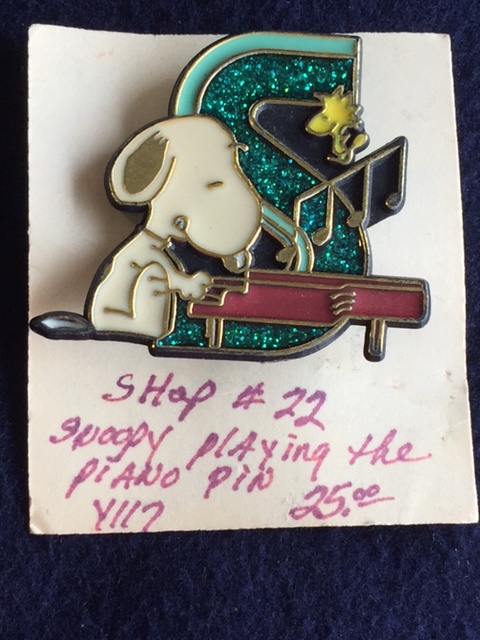 SHOP # 22
Snoopy plAying the
piANO piN
Y117 25.00